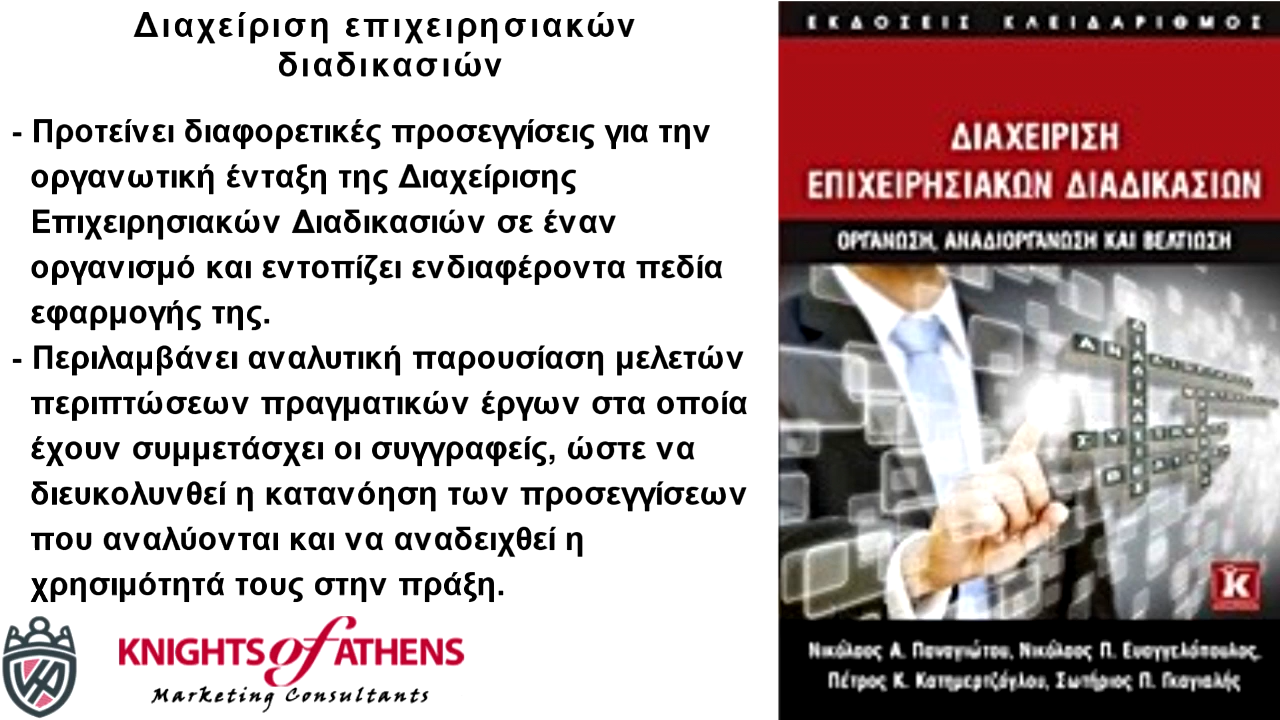 Διαχείριση επιχειρησιακών
διαδικασιών
- Προτείνει διαφορετικές προσεγγίσεις για την
οργανωτική ένταξη της Διαχείρισης
Επιχειρησιακών Διαδικασιών σε έναν
οργανισμό και εντοπίζει ενδιαφέροντα πεδία
εφαρμογής της.
- Περιλαμβάνει αναλυτική παρουσίαση μελετών
περιπτώσεων πραγματικών έργων στα οποία
έχουν συμμετάσχει οι συγγραφείς, ώστε να
διευκολυνθεί η κατανόηση των προσεγγίσεων
που αναλύονται και να αναδειχθεί η
χρησιμότητά τους στην πράξη.
KNIGHTS of ATHENS
Marketing Consultants
ΕΚΔΟΣΕΙΣ ΚΛΕΙΔΑΡΙΘΜΟΣ
ΔΙΑΧΕΙΡΙΣΗ
ΕΠΙΧΕΙΡΗΣΙΑΚΩΝ ΔΙΑΔΙΚΑΣΙΩΝ
ΟΡΓΑΝΩΣΗ, ΑΝΑΔΙΟΡΓΑΝΩΣΗ ΚΑΙ ΒΕΛΤΙΩΣΗ
Νικόλαος Α. Παναγιώτου, Νικόλαος Π. Ευαγγελόπουλος,
Πέτρος Κ. Κατημερτζόγλου, Σωτήριος Π. Γκαγιαλής